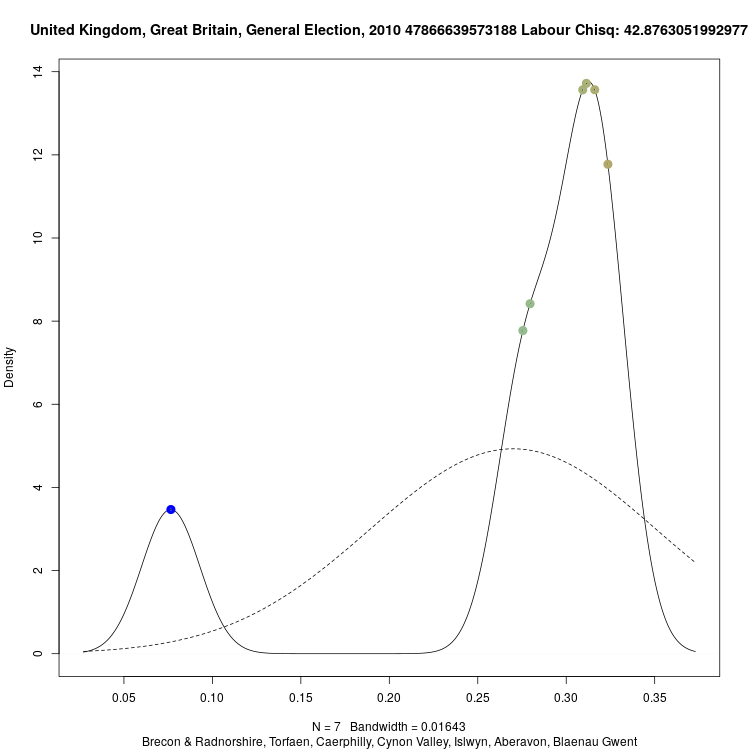 United Kingdom, Great Britain, General Election, 2010 47866639573188 Labour Chisq: 42.8763051992977
14
12
10
8
6
4
2
0
Density
0.05 0.10 0.15 0.20 0.25 0.30 0.35
N = 7 Bandwidth = 0.01643
Brecon & Radnorshire, Torfaen, Caerphilly, Cynon Valley, Islwyn, Aberavon, Blaenau Gwent